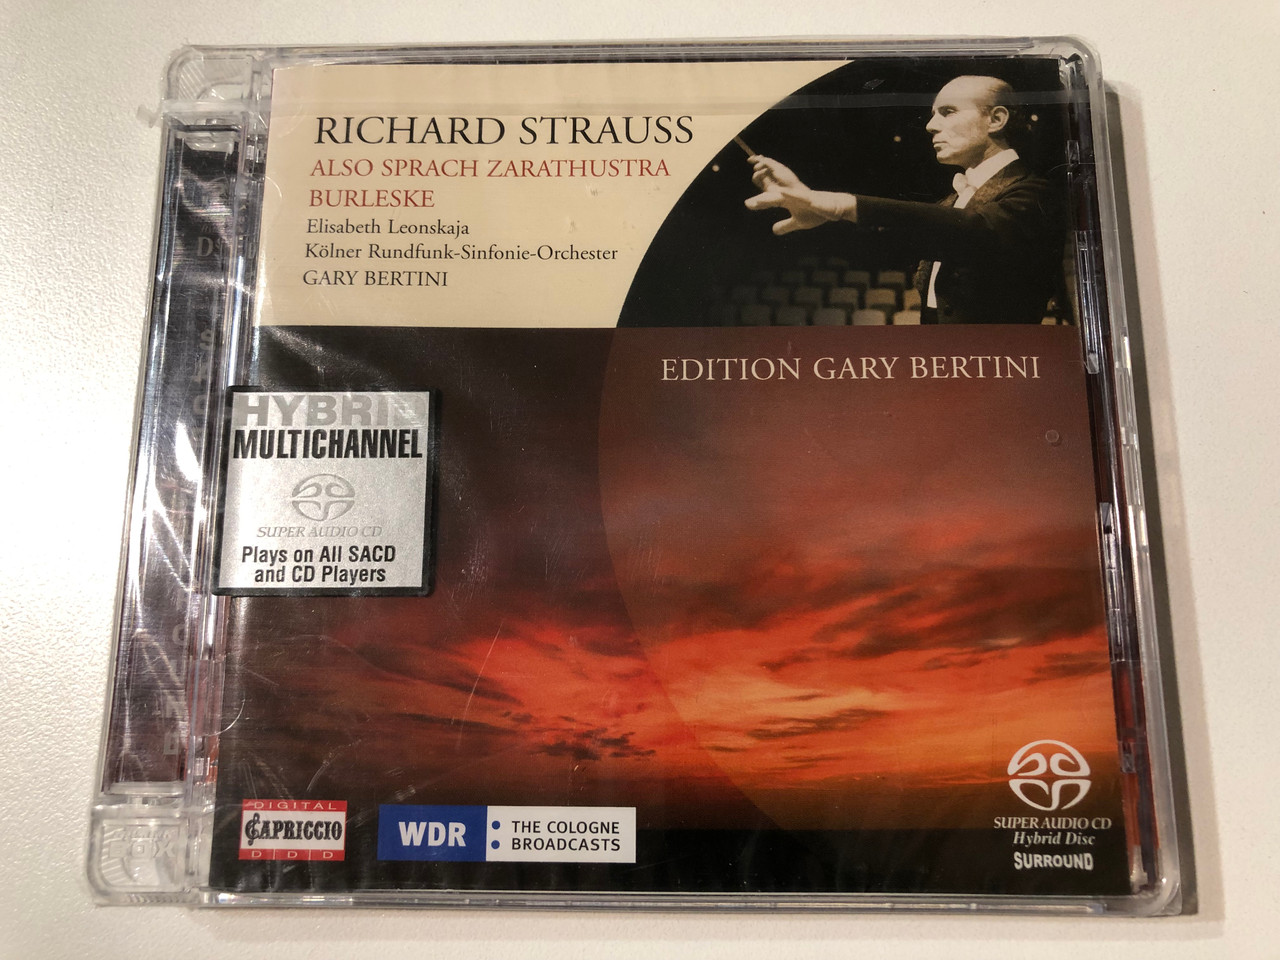 RICHARD STRAUSS
ALSO SPRACH ZARATHUSTRA
BURLESKE
Elisabeth Leonskaja
Kölner Rundfunk-Sinfonie-Orchester
GARY BERTINI
EDITION GARY BERTINI
HYBRID
MULTICHANNEL
SUPER AUDIO CD
Plays on All SACD
and CD Players
DIGITAL
CAPRICCIO
D D D
WDR
THE COLOGNE
BROADCASTS
SUPER AUDIO CD
Hybrid Disc
SURROUND